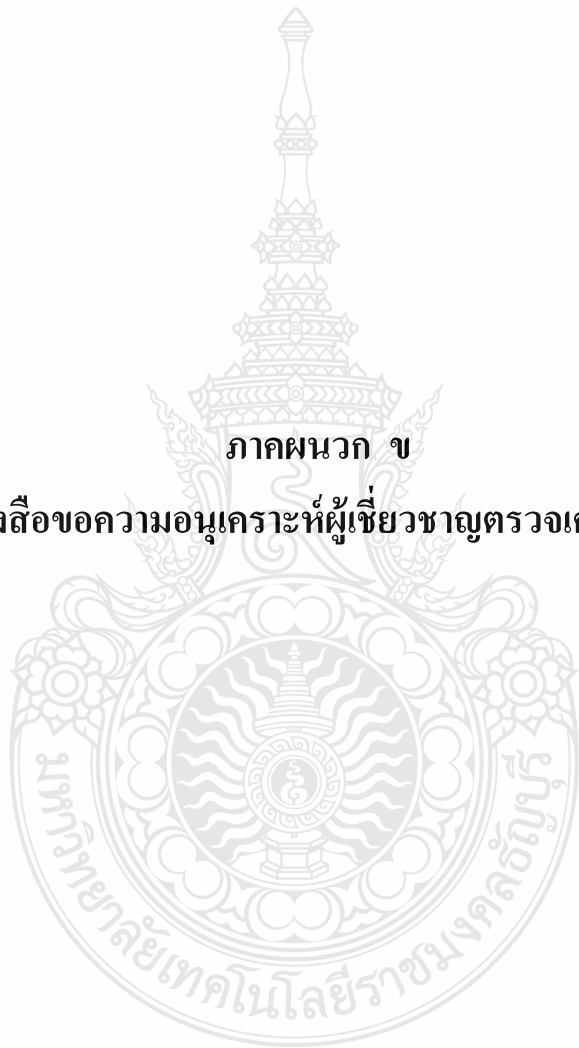 ภาคผนวก ข
งสือขอความอนุเคราะห์ผู้เชี่ยวชาญตรวจเค
มหาวิทยาลัยเทคโนโลยีราชมงคลธัญบุรี